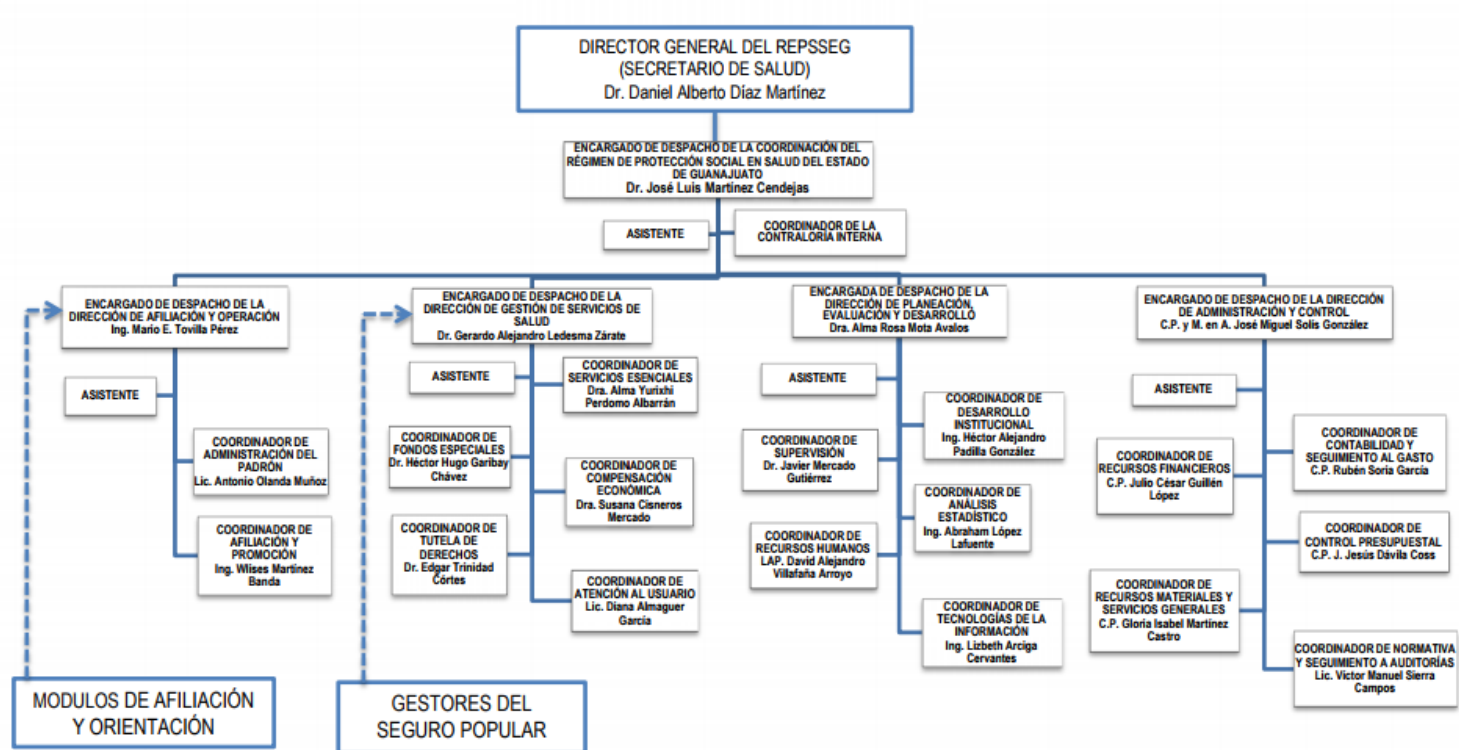 DIRECTOR GENERAL DEL REPSSEG
(SECRETARIO DE SALUD)
Dr. Daniel Alberto Díaz Martínez
ENCARGADO DE DESPACHO DE LA COORDINACIÓN DEL
RÉGIMEN DE PROTECCIÓN SOCIAL EN SALUD DEL ESTADO
DE GUANAJUATO
Dr. José Luis Martínez Cendejas
ASISTENTE
COORDINADOR DE LA
CONTRALORÍA INTERNA
ENCARGADO DE DESPACHO DE LA
DIRECCIÓN DE AFILIACIÓN Y OPERACIÓN
Ing. Mario E. Tovilla Pérez
ASISTENTE
COORDINADOR DE
ADMINISTRACIÓN DEL
PADRÓN
Lic. Antonio Olanda Muñoz
COORDINADOR DE
AFILIACIÓN Y
PROMOCIÓN
Ing. Wlises Martínez
Banda
MODULOS DE AFILIACIÓN
Y ORIENTACIÓN
ENCARGADO DE DESPACHO DE LA
DIRECCIÓN DE GESTIÓN DE SERVICIOS DE
SALUD
Dr. Gerardo Alejandro Ledesma Zárate
ASISTENTE
COORDINADOR DE
SERVICIOS ESENCIALES
Dra. Alma Yurixhi
Perdomo Albarrán
COORDINADOR DE
FONDOS ESPECIALES
Dr. Héctor Hugo Garibay
Chávez
COORDINADOR DE
COMPENSACIÓN
ECONÓMICA
Dra. Susana Cisneros
Mercado
COORDINADOR DE
TUTELA DE
DERECHOS
Dr. Edgar Trinidad
Córtes
COORDINADOR DE
ATENCIÓN AL USUARIO
Lic. Diana Almaguer
García
GESTORES DEL
SEGURO POPULAR
ENCARGADA DE DESPACHO DE LA
DIRECCIÓN DE PLANEACIÓN,
EVALUACIÓN Y DESARROLLO
Dra. Alma Rosa Mota Avalos
ASISTENTE
COORDINADOR DE
DESARROLLO
INSTITUCIONAL
Ing. Héctor Alejandro
Padilla González
COORDINADOR DE
SUPERVISIÓN
Dr. Javier Mercado
Gutiérrez
COORDINADOR DE
ANÁLISIS
ESTADÍSTICO
Ing. Abraham López
Lafuente
COORDINADOR DE
RECURSOS HUMANOS
LAP. David Alejandro
Villafaña Arroyo
COORDINADOR DE
TECNOLOGÍAS DE LA
INFORMACIÓN
Ing. Lizbeth Arciga
Cervantes
ENCARGADO DE DESPACHO DE LA DIRECCIÓN
DE ADMINISTRACIÓN Y CONTROL
C.P. y M. en A. José Miguel Solís González
ASISTENTE
COORDINADOR DE
CONTABILIDAD Y
SEGUIMIENTO AL GASTO
C.P. Rubén Soria García
COORDINADOR DE
RECURSOS FINANCIEROS
C.P. Julio César Guillén
López
COORDINADOR DE
CONTROL PRESUPUESTAL
C.P. J. Jesús Dávila Coss
COORDINADOR DE
RECURSOS MATERIALES Y
SERVICIOS GENERALES
C.P. Gloria Isabel Martínez
Castro
COORDINADOR DE NORMATIVA
Y SEGUIMIENTO A AUDITORÍAS
Lic. Víctor Manuel Sierra
Campos